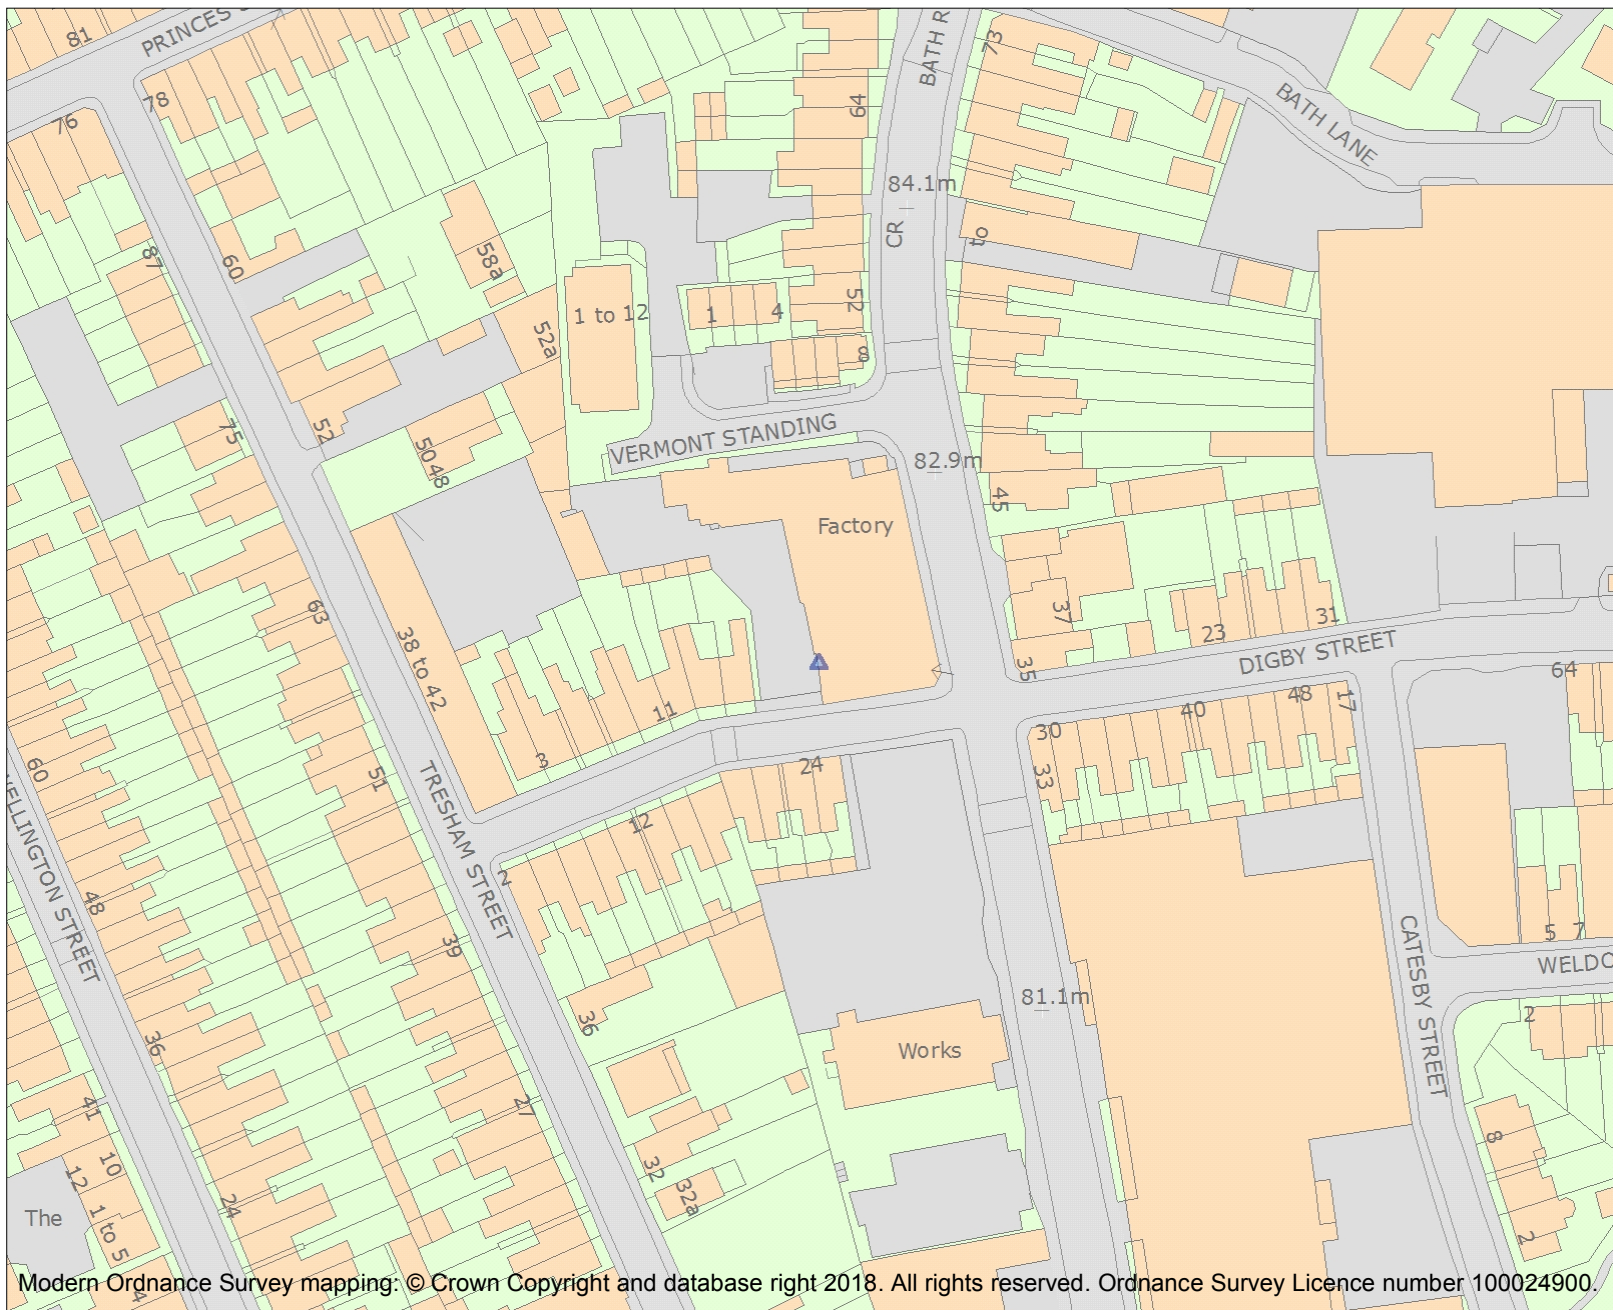 81
PRINCES
BATH R
73
78
76
64
BATH LANE
84.1m
CR
to
87
60
58a
52
1 to 12
1
4
52a
8
52
75
50
48
VERMONT STANDING
82.9m
45
Factory
63
37
38 to 42
23
31
DIGBY STREET
35
64
11
3
30
40
48
17
24
33
60
51
TRESHAM STREET
12
2
48
WELLINGTON STREET
39
CATESBY STREET
5
7
WELDO
81.1m
2
36
36
Works
41
27
8
10
12
32
32a
24
The
1 to 5
2
4
Modern Ordnance Survey mapping: © Crown Copyright and database right 2018. All rights reserved. Ordnance Survey Licence number 100024900.